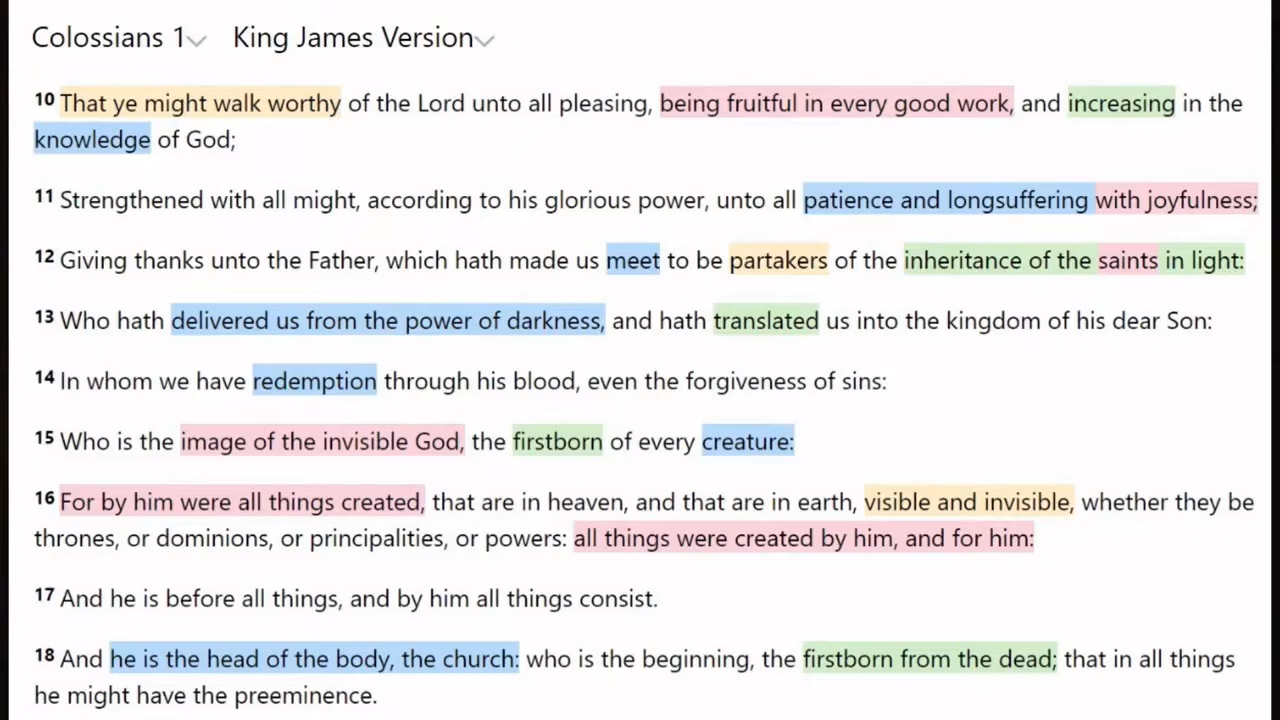 Colossians 1 King James Version
10 That ye might walk worthy of the Lord unto all pleasing, being fruitful in every good work, and increasing in the
knowledge of God;
11 Strengthened with all might, according to his glorious power, unto all patience and longsuffering with joyfulness;
12 Giving thanks unto the Father, which hath made us meet to be partakers of the inheritance of the saints in light:
13 Who hath delivered us from the power of darkness, and hath translated us into the kingdom of his dear Son:
14 In whom we have redemption through his blood, even the forgiveness of sins:
15 Who is the image of the invisible God, the firstborn of every creature:
16 For by him were all things created, that are in heaven, and that are in earth, visible and invisible, whether they be
thrones, or dominions, or principalities, or powers: all things were created by him, and for him:
17 And he is before all things, and by him all things consist.
18 And he is the head of the body, the church: who is the beginning, the firstborn from the dead; that in all things
he might have the preeminence.